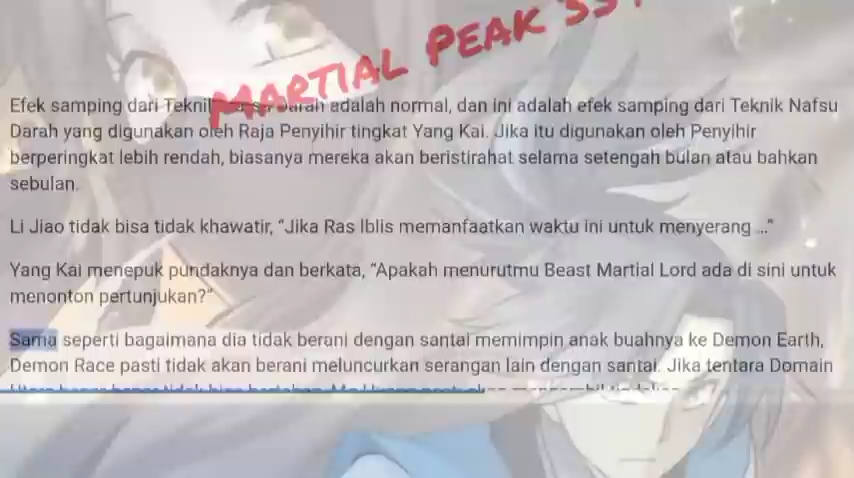 MARTIAL PEAK
Efek samping dari Darah adalah normal, dan ini adalah efek samping dari Teknik Nafsu
Darah yang digunakan oleh Raja Penyihir tingkat Yang Kai. Jika itu digunakan oleh Penyihir
berperingkat lebih rendah, biasanya mereka akan beristirahat selama setengah bulan atau bahkan
sebulan.
Li Jiao tidak bisa tidak khawatir, “Jika Ras Iblis memanfaatkan waktu ini untuk menyerang ...”
Yang Kai menepuk pundaknya dan berkata, “Apakah menurutmu Beast Martial Lord ada di sini untuk
menonton pertunjukan?”
Sama seperti bagaimana dia tidak berani dengan santai memimpin anak buahnya ke Demon Earth,
Demon Race pasti tidak akan berani meluncurkan serangan lain dengan santai. Jika tentara Domain